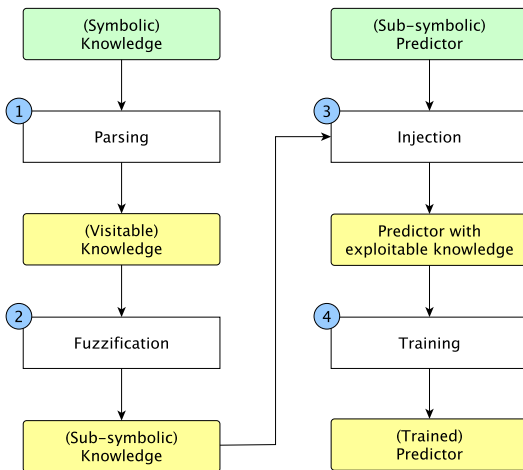 (Symbolic)
Knowledge
1
Parsing
(Visitable)
Knowledge
2
Fuzzification
(Sub-symbolic)
Knowledge
(Sub-symbolic)
Predictor
3
Injection
Predictor with
exploitable knowledge
4
Training
(Trained)
Predictor